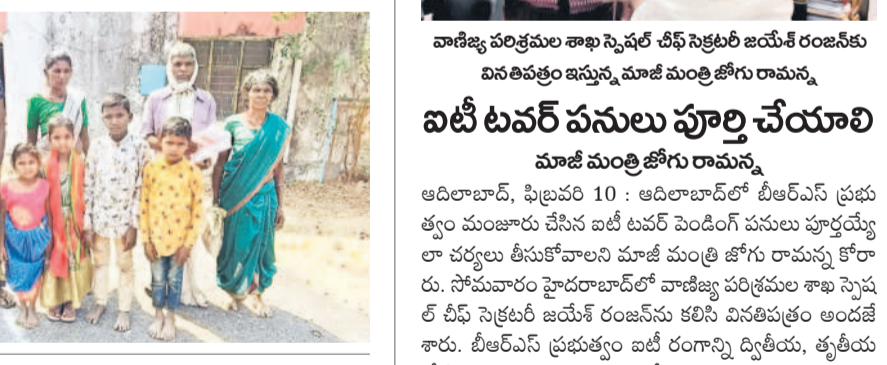 వాణిజ్య పరిశ్రమల శాఖ స్పెషల్ చీఫ్ సెక్రటరీ జయేశ్ రంజన్‌కు
వినతిపత్రం ఇస్తున్న మాజీ మంత్రి జోగు రామన్న
ఐటీ టవర్ పనులు పూర్తి చేయాలి
మాజీ మంత్రి జోగు రామన్న
ఆదిలాబాద్, ఫిబ్రవరి 10 : ఆదిలాబాద్‌లో బీఆర్ఎస్ ప్రభు
త్వం మంజూరు చేసిన ఐటీ టవర్ పెండింగ్ పనులు పూర్తయ్యే
లా చర్యలు తీసుకోవాలని మాజీ మంత్రి జోగు రామన్న కోరా
రు. సోమవారం హైదరాబాద్‌లో వాణిజ్య పరిశ్రమల శాఖ స్పెష
ల్ చీఫ్ సెక్రటరీ జయేశ్ రంజన్‌ను కలిసి వినతిపత్రం అందజే
శారు. బీఆర్ఎస్ ప్రభుత్వం ఐటీ రంగాన్ని ద్వితీయ, తృతీయ